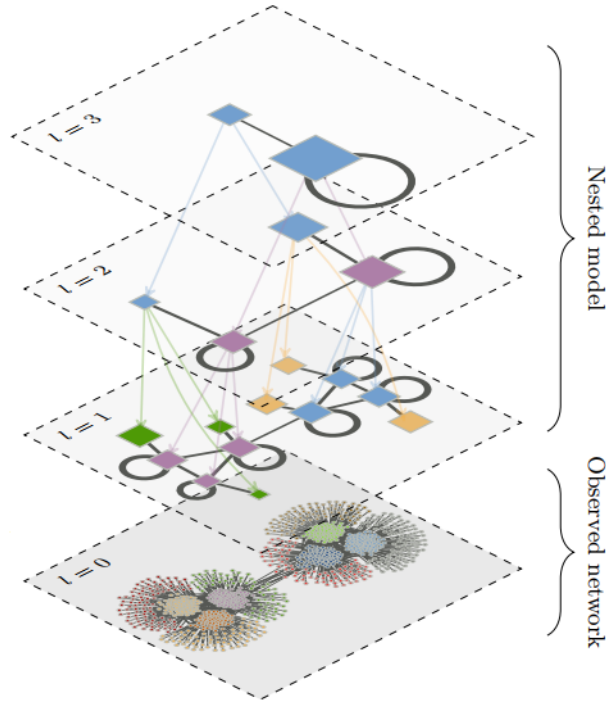 l = 3
Nested model
l = 2
l = 1
Observed network
l = 0